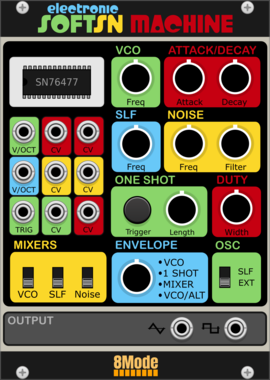 electronic
SOFTSN MACHINE
VCO
ATTACK/DECAY
SN76477
Freq
Attack
Decay
SLF
NOISE
V/OCT
CV
CV
Freq
Freq
Filter
V/OCT
CV
CV
ONE SHOT
DUTY
TRIG
CV
CV
Trigger
Length
Width
MIXERS
ENVELOPE
OSC
• VCO
• 1 SHOT
• MIXER
• VCO/ALT
SLF
EXT
VCO
SLF
Noise
OUTPUT
8Mode